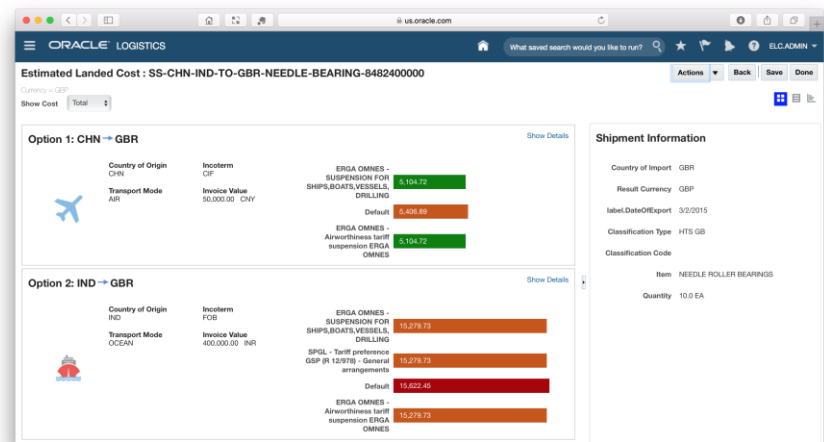 us.oracle.com
ORACLE LOGISTICS
What saved search would you like to run?
ELC.ADMIN
Estimated Landed Cost : SS-CHN-IND-TO-GBR-NEEDLE-BEARING-8482400000
Actions
Back
Save
Done
Currency = GBP
Show Cost Total
Option 1: CHN → GBR
Show Details
Country of Origin
CHN
Incoterm
CIF
Transport Mode
AIR
Invoice Value
50,000.00 CNY
ERGA OMNES -
SUSPENSION FOR
SHIPS,BOATS,VESSELS,
DRILLING
5,104.72
Default
5,406.89
ERGA OMNES -
Airworthiness tariff
suspension ERGA
OMNES
5,104.72
Option 2: IND → GBR
Show Details
Country of Origin
IND
Incoterm
FOB
Transport Mode
OCEAN
Invoice Value
400,000.00 INR
ERGA OMNES -
SUSPENSION FOR
SHIPS,BOATS,VESSELS,
DRILLING
15,279.73
SPGL - Tariff preference
GSP (R 12/978) - General
arrangements
15,279.73
Default
15,622.45
ERGA OMNES -
Airworthiness tariff
suspension ERGA
OMNES
15,279.73
Shipment Information
Country of Import GBR
Result Currency GBP
label.DateOfExport 3/2/2015
Classification Type HTS GB
Classification Code
Item NEEDLE ROLLER BEARINGS
Quantity 10.0 EA